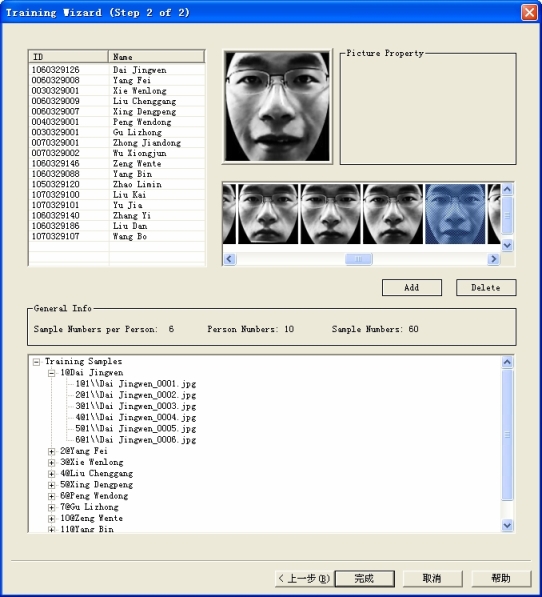 Training Wizard (Step 2 of 2)
ID Name
1060329126 Dai Jingwen
0060329008 Yang Fei
0030329001 Xie Wenlong
0060329009 Liu Chenggang
0060329007 Xing Dengpeng
0040329001 Peng Wendong
0030329001 Gu Lizhong
0070329001 Zhong Jiandong
0070329002 Wu Xiongjun
1060329146 Zeng Wente
1060329088 Yang Bin
1050329120 Zhao Limin
1070329100 Liu Kai
1070329101 Yu Jia
1060329140 Zhang Yi
1060329186 Liu Dan
1070329107 Wang Bo
Picture Property
Add Delete
General Info
Sample Numbers per Person: 6 Person Numbers: 10 Sample Numbers: 60
Training Samples
1@Dai Jingwen
1@1\\Dai Jingwen_0001.jpg
2@1\\Dai Jingwen_0002.jpg
3@1\\Dai Jingwen_0003.jpg
4@1\\Dai Jingwen_0004.jpg
5@1\\Dai Jingwen_0005.jpg
6@1\\Dai Jingwen_0006.jpg
2@Yang Fei
3@Xie Wenlong
4@Liu Chenggang
5@Xing Dengpeng
6@Peng Wendong
7@Gu Lizhong
10@Zeng Wente
11@Yang Bin
< 上一步(B) 完成 取消 帮助